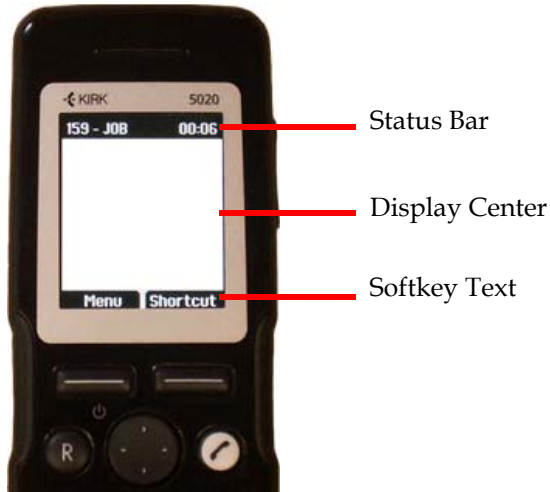 KIRK 5020
159 - JOB 00:06
Status Bar
Display Center
Menu Shortcut
Softkey Text
R